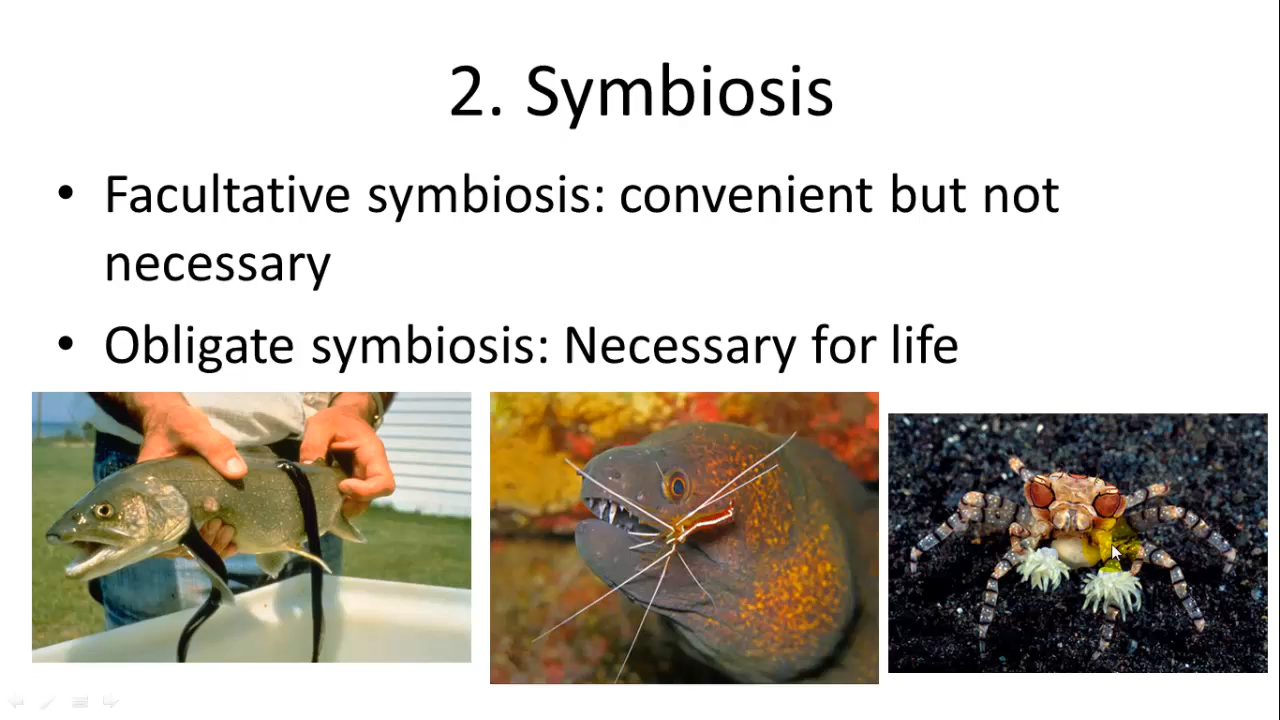 2. Symbiosis
• Facultative symbiosis: convenient but not
necessary
• Obligate symbiosis: Necessary for life